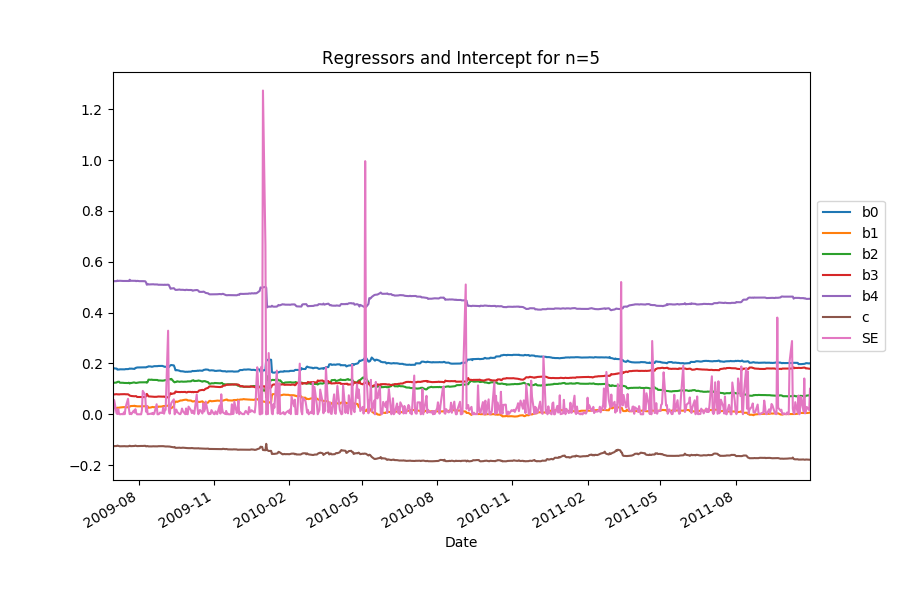 Regressors and Intercept for n=5
1.2
1.0
0.8
0.6
0.4
0.2
0.0
−0.2
2009-08
2009-11
2010-02
2010-05
2010-08
2010-11
2011-02
2011-05
2011-08
Date
b0
b1
b2
b3
b4
c
SE